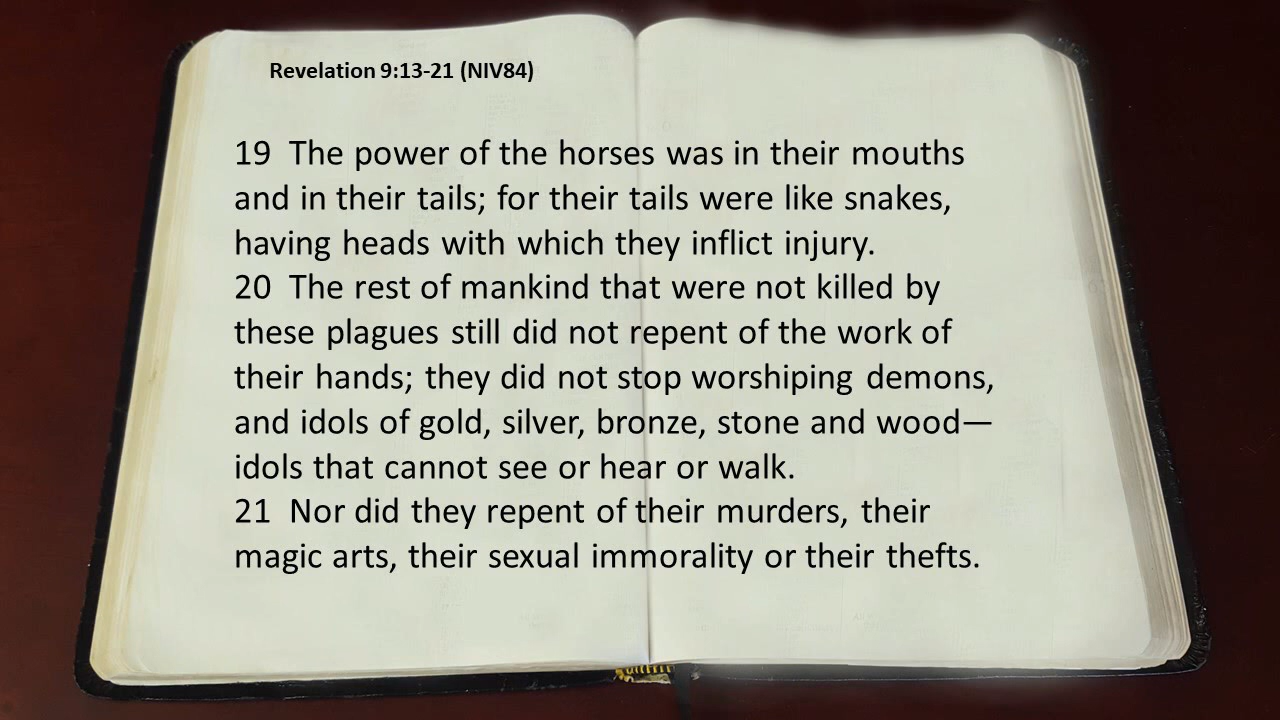 Revelation 9:13-21 (NIV84)
19  The power of the horses was in their mouths
and in their tails; for their tails were like snakes,
having heads with which they inflict injury.
20  The rest of mankind that were not killed by
these plagues still did not repent of the work of
their hands; they did not stop worshiping demons,
and idols of gold, silver, bronze, stone and wood—
idols that cannot see or hear or walk.
21  Nor did they repent of their murders, their
magic arts, their sexual immorality or their thefts.